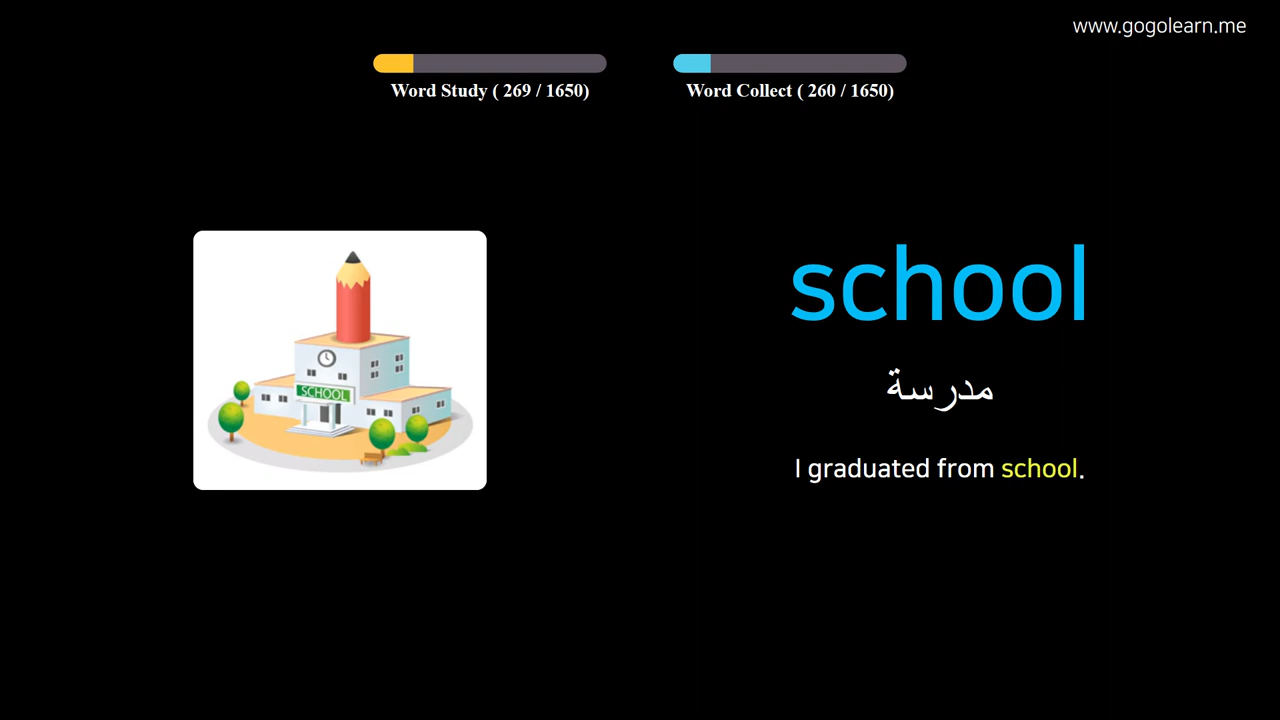 www.gogolearn.me
Word Study ( 269 / 1650)
Word Collect ( 260 / 1650)
SCHOOL
school
مدرسة
I graduated from school.